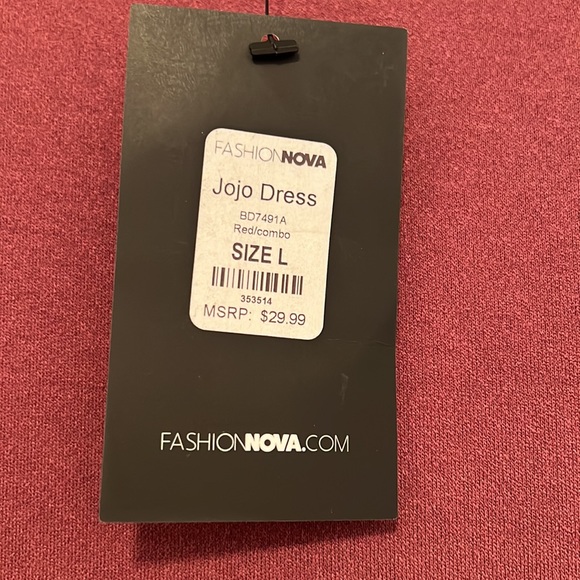 FASHIONNOVA
Jojo Dress
BD7491A
Red/combo
SIZE L
353514
MSRP: $29.99
FASHIONNOVA.COM